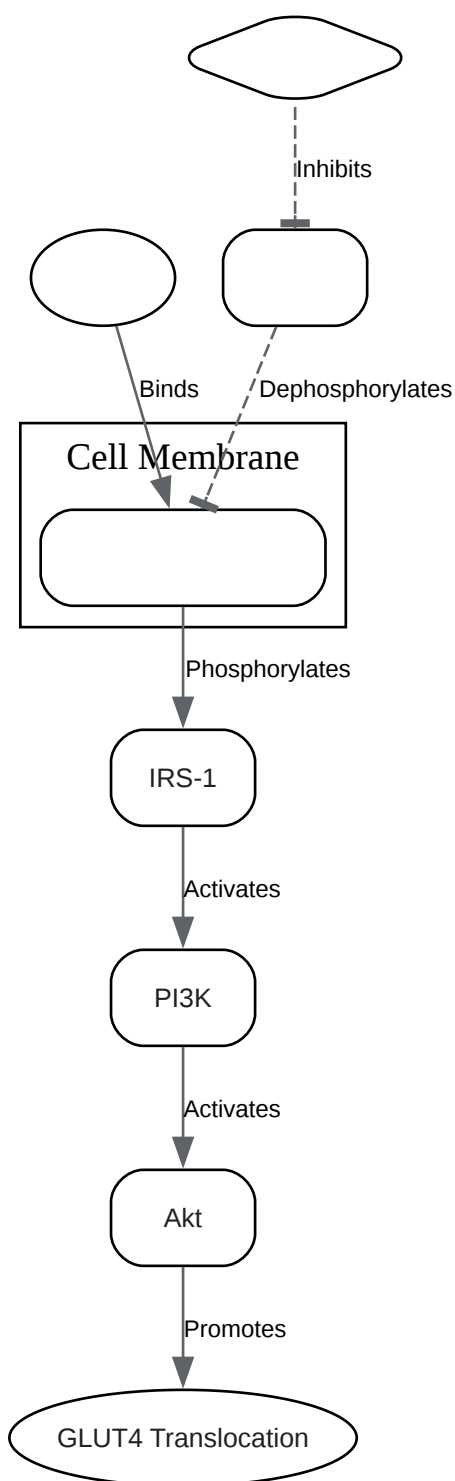 Inhibits
Binds
Dephosphorylates
Cell Membrane
Phosphorylates
IRS-1
Activates
PI3K
Activates
Akt
Promotes
GLUT4 Translocation